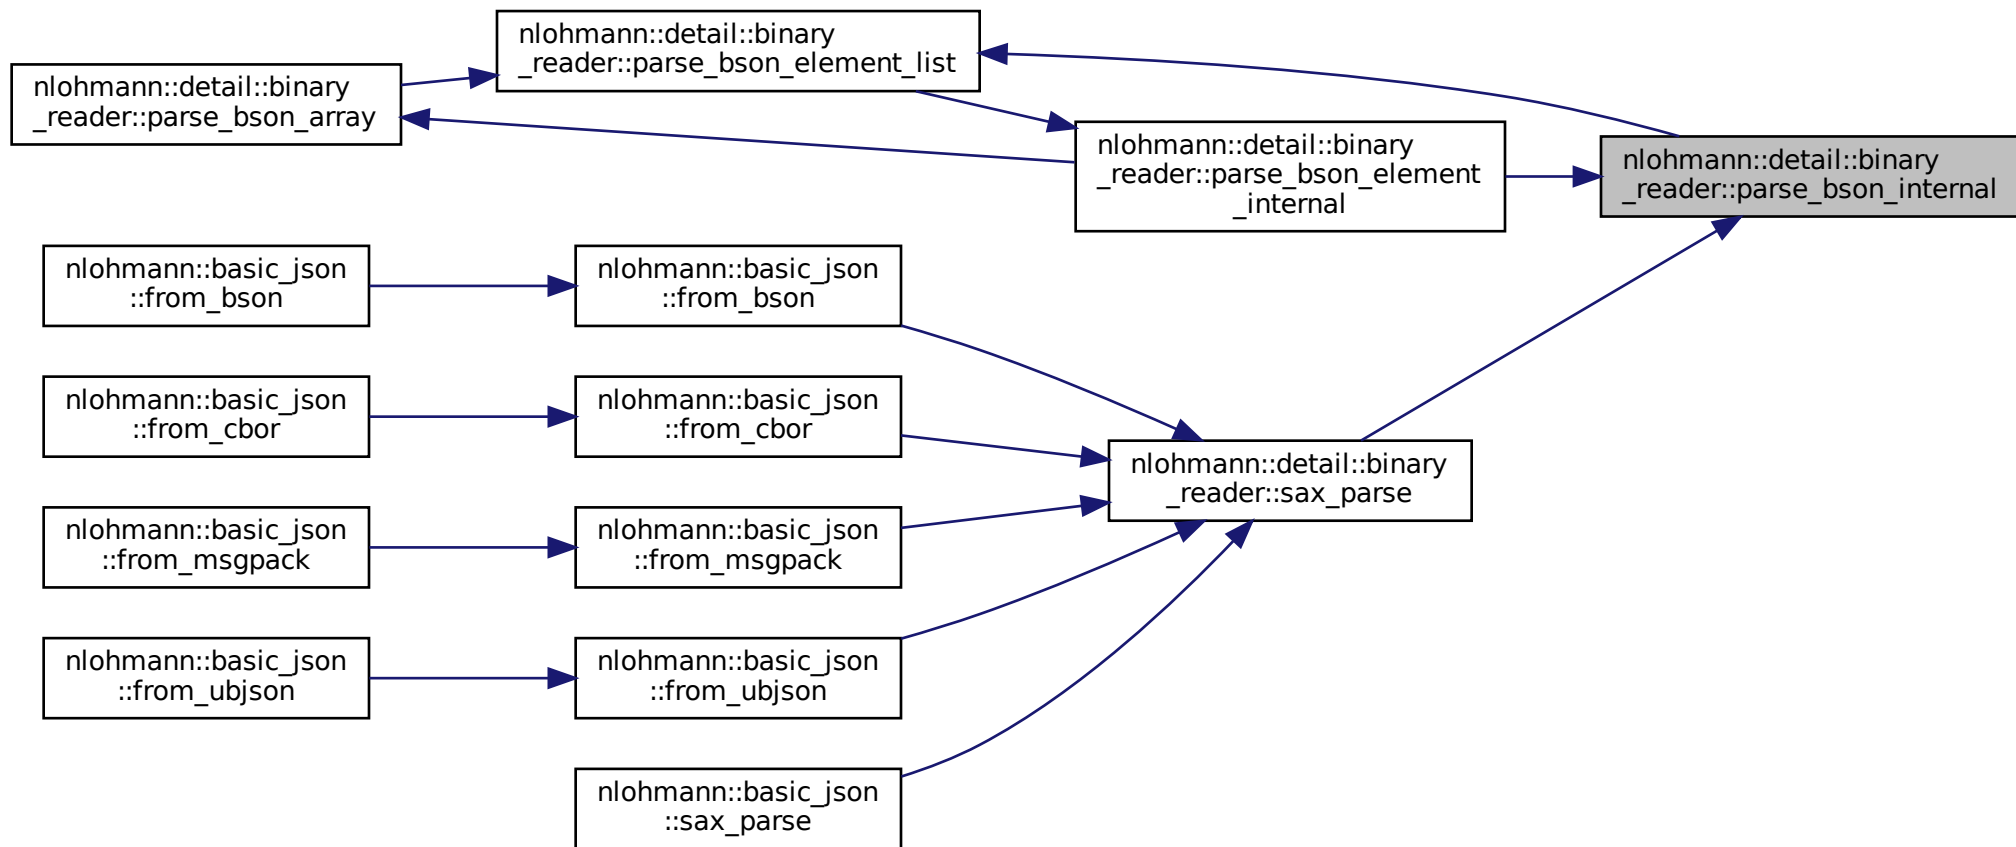 nlohmann::detail::binary
_reader::parse_bson_element_list
nlohmann::detail::binary
_reader::parse_bson_array
nlohmann::detail::binary
_reader::parse_bson_element
_internal
nlohmann::detail::binary
_reader::parse_bson_internal
nlohmann::basic_json
::from_bson
nlohmann::basic_json
::from_bson
nlohmann::basic_json
::from_cbor
nlohmann::basic_json
::from_cbor
nlohmann::detail::binary
_reader::sax_parse
nlohmann::basic_json
::from_msgpack
nlohmann::basic_json
::from_msgpack
nlohmann::basic_json
::from_ubjson
nlohmann::basic_json
::from_ubjson
nlohmann::basic_json
::sax_parse